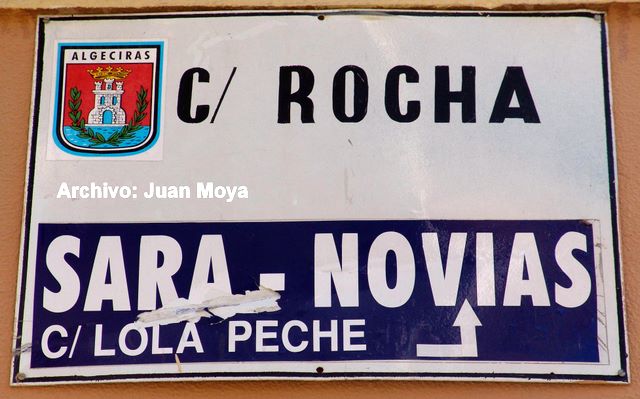 ALGECIRAS
C/ ROCHA
Archivo: Juan Moya
SARA - NOVIAS
C/ LOLA PECHE